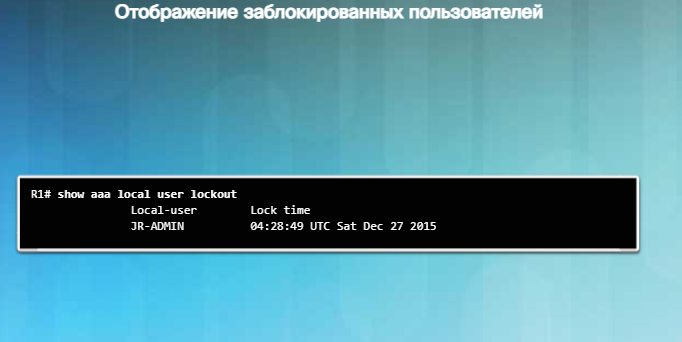 Отображение заблокированных пользователей
R1# show aaa local user lockout
Local-user Lock time
JR-ADMIN 04:28:49 UTC Sat Dec 27 2015